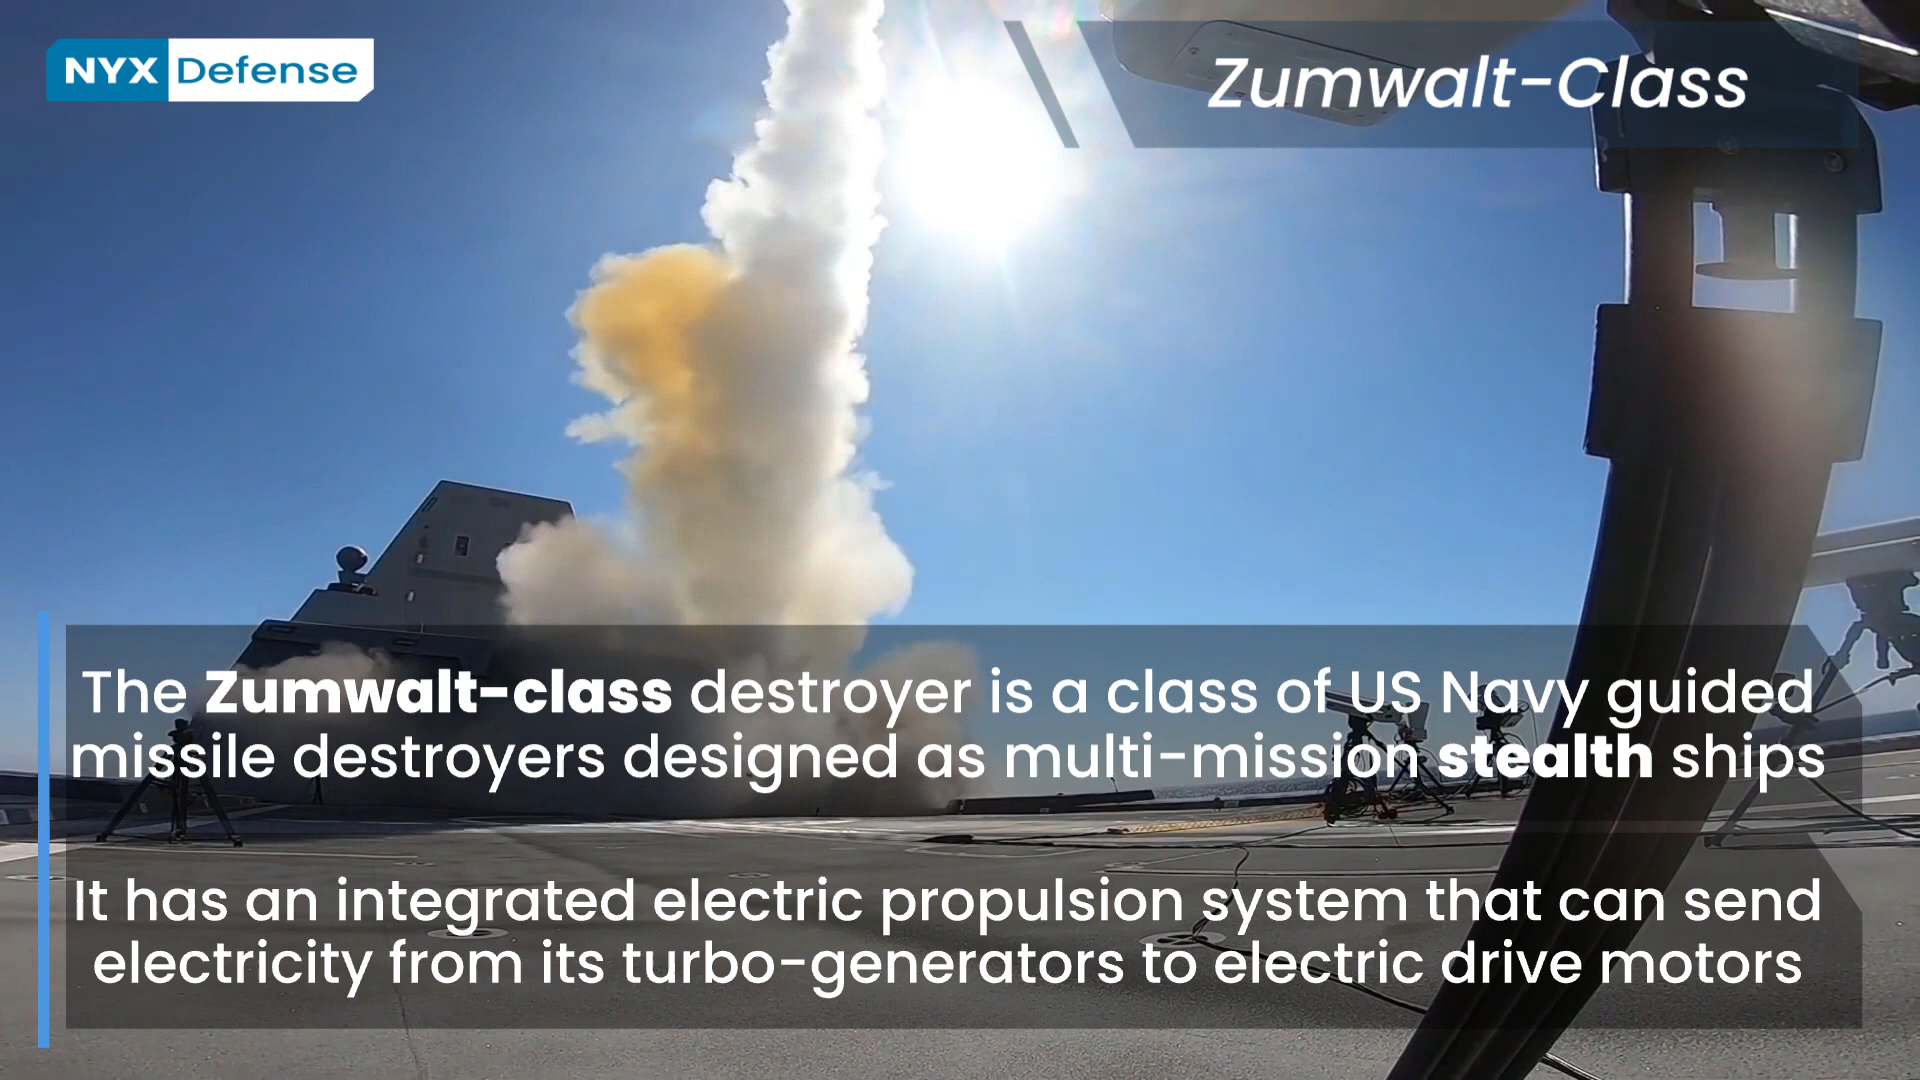 NYX Defense
Zumwalt-Class
The Zumwalt-class destroyer is a class of US Navy guided
missile destroyers designed as multi-mission stealth ships
It has an integrated electric propulsion system that can send
electricity from its turbo-generators to electric drive motors